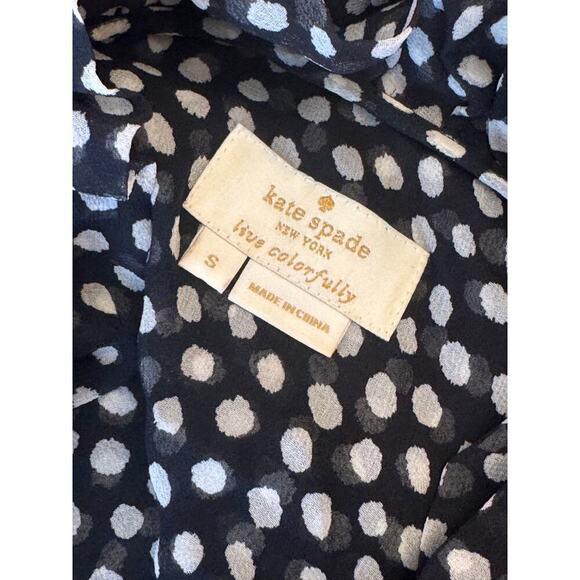 kate spade
NEW YORK
live colorfully
S
MADE IN CHINA